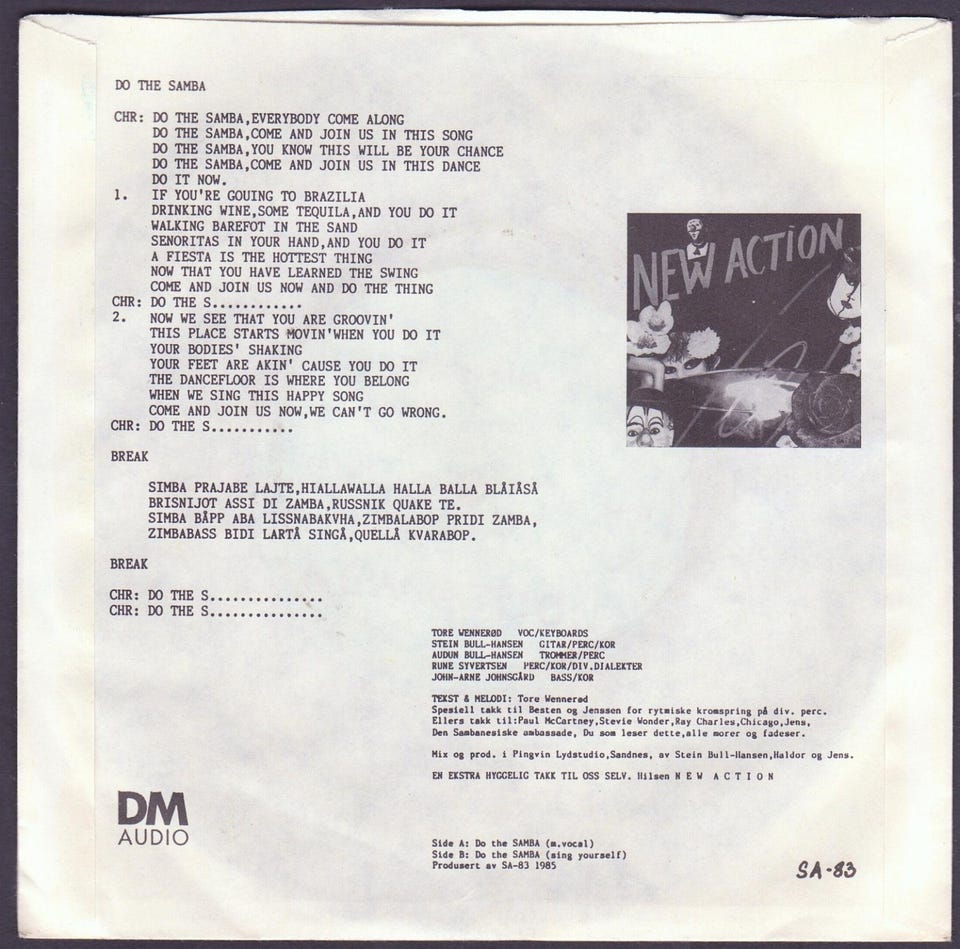 DO THE SAMBA
CHR: DO THE SAMBA,EVERYBODY COME ALONG
DO THE SAMBA,COME AND JOIN US IN THIS SONG
DO THE SAMBA,YOU KNOW THIS WILL BE YOUR CHANCE
DO THE SAMBA,COME AND JOIN US IN THIS DANCE
DO IT NOW.
1. IF YOU'RE GOUING TO BRAZILIA
DRINKING WINE,SOME TEQUILA,AND YOU DO IT
WALKING BAREFOT IN THE SAND
SENORITAS IN YOUR HAND,AND YOU DO IT
A FIESTA IS THE HOTTEST THING
NOW THAT YOU HAVE LEARNED THE SWING
COME AND JOIN US NOW AND DO THE THING
CHR: DO THE S............
2. NOW WE SEE THAT YOU ARE GROOVIN'
THIS PLACE STARTS MOVIN'WHEN YOU DO IT
YOUR BODIES' SHAKING
YOUR FEET ARE AKIN' CAUSE YOU DO IT
THE DANCEFLOOR IS WHERE YOU BELONG
WHEN WE SING THIS HAPPY SONG
COME AND JOIN US NOW,WE CAN'T GO WRONG.
CHR: DO THE S...........
BREAK
SIMBA PRAJABE LAJTE,HIALLAWALLA HALLA BALLA BLÅIÅSÅ
BRISNIJOT ASSI DI ZAMBA,RUSSNIK QUAKE TE.
SIMBA BÅPP ABA LISSNABAKVHA,ZIMBALABOP PRIDI ZAMBA,
ZIMBABASS BIDI LARTÅ SINGÅ,QUELLÅ KVARABOP.
BREAK
CHR: DO THE S...............
CHR: DO THE S...............
NEW ACTION
TORE WENNERØD VOC/KEYBOARDS
STEIN BULL-HANSEN GITAR/PERC/KOR
AUDUN BULL-HANSEN TROMMER/PERC
RUNE SYVERTSEN PERC/KOR/DIV.DIALEKTER
JOHN-ARNE JOHNSGÅRD BASS/KOR
TEKST & MELODI: Tore Wennerød
Spesiell takk til Besten og Jenssen for rytmiske kromspring på div. perc.
Ellers takk til:Paul McCartney,Stevie Wonder,Ray Charles,Chicago,Jens,
Den Sambanesiske ambassade, Du som leser dette,alle morer og fadeser.
Mix og prod. i Pingvin Lydstudio,Sandnes, av Stein Bull-Hansen,Haldor og Jens.
EN EKSTRA HYGGELIG TAKK TIL OSS SELV. Hilsen N E W A C T I O N
DM
AUDIO
Side A: Do the SAMBA (m.vocal)
Side B: Do the SAMBA (sing yourself)
Produsert av SA-83 1985
SA-83